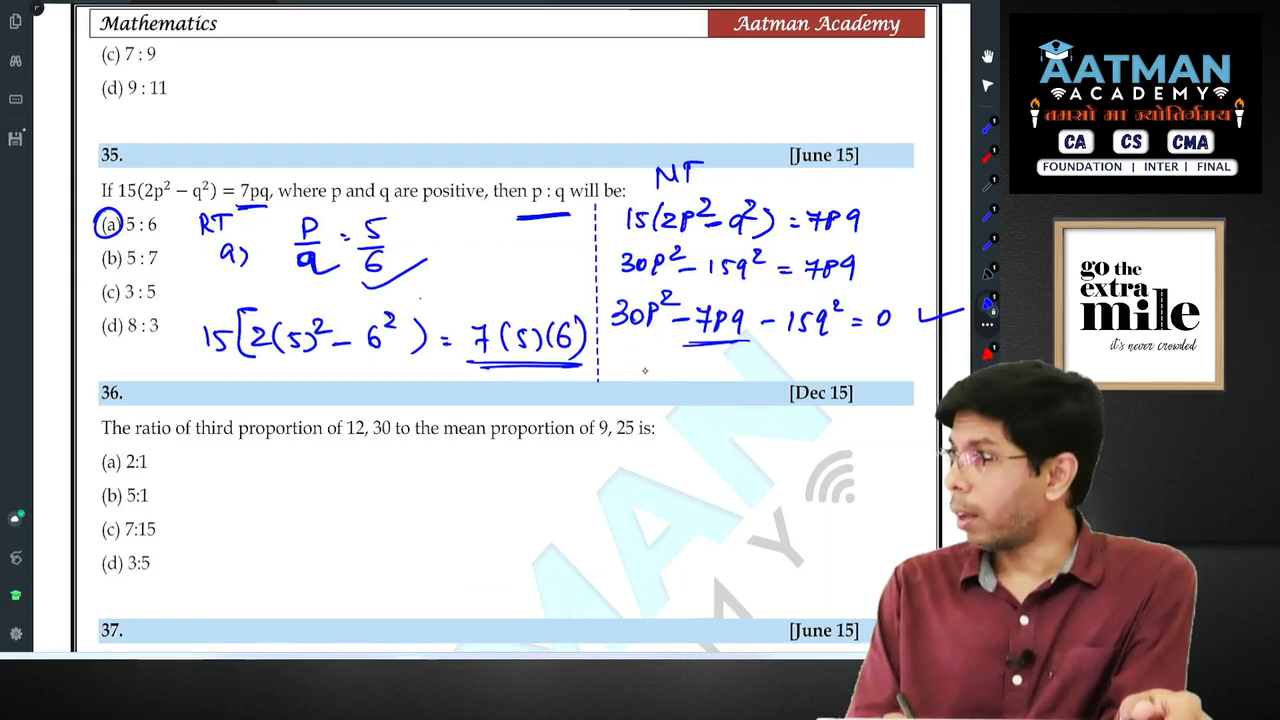 Mathematics
Aatman Academy
(c) 7 : 9
(d) 9 : 11
35.
[June 15]
If 15(2p² − q²) = 7pq, where p and q are positive, then p : q will be:
(a) 5 : 6
(b) 5 : 7
(c) 3 : 5
(d) 8 : 3
RT
a)
p/q = 5/6
15[2(5)² − 6²) = 7(5)(6)
NT
15(2p² − q²) = 7pq
30p² − 15q² = 7pq
30p² − 7pq − 15q² = 0
36.
[Dec 15]
The ratio of third proportion of 12, 30 to the mean proportion of 9, 25 is:
(a) 2:1
(b) 5:1
(c) 7:15
(d) 3:5
37.
[June 15]
MAN
MY
AATMAN
ACADEMY
तमसो मा ज्योतिर्गमय
CA CS CMA
FOUNDATION | INTER | FINAL
go the
extra
mile
it's never crowded